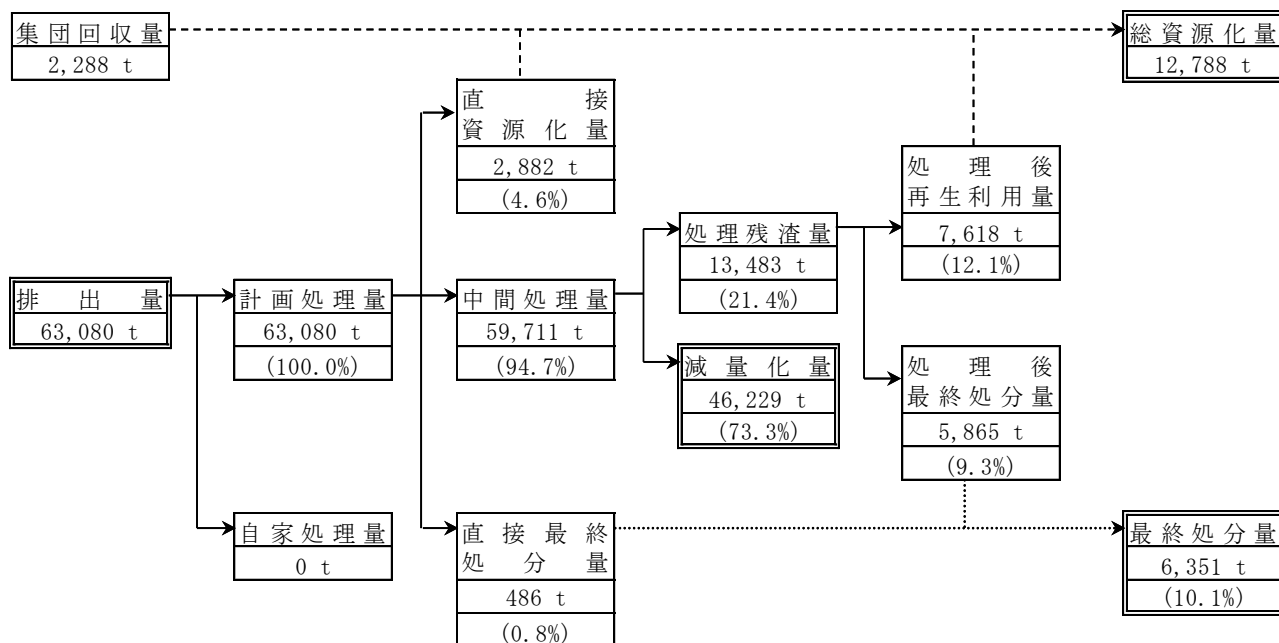 集団回収量
2,288 t
総資源化量
12,788 t
直接
資源化量
2,882 t
(4.6%)
処理後
再生利用量
7,618 t
(12.1%)
処理残渣量
13,483 t
(21.4%)
排出量
63,080 t
計画処理量
63,080 t
(100.0%)
中間処理量
59,711 t
(94.7%)
減量化量
46,229 t
(73.3%)
処理後
最終処分量
5,865 t
(9.3%)
自家処理量
0 t
直接最終
処分量
486 t
(0.8%)
最終処分量
6,351 t
(10.1%)